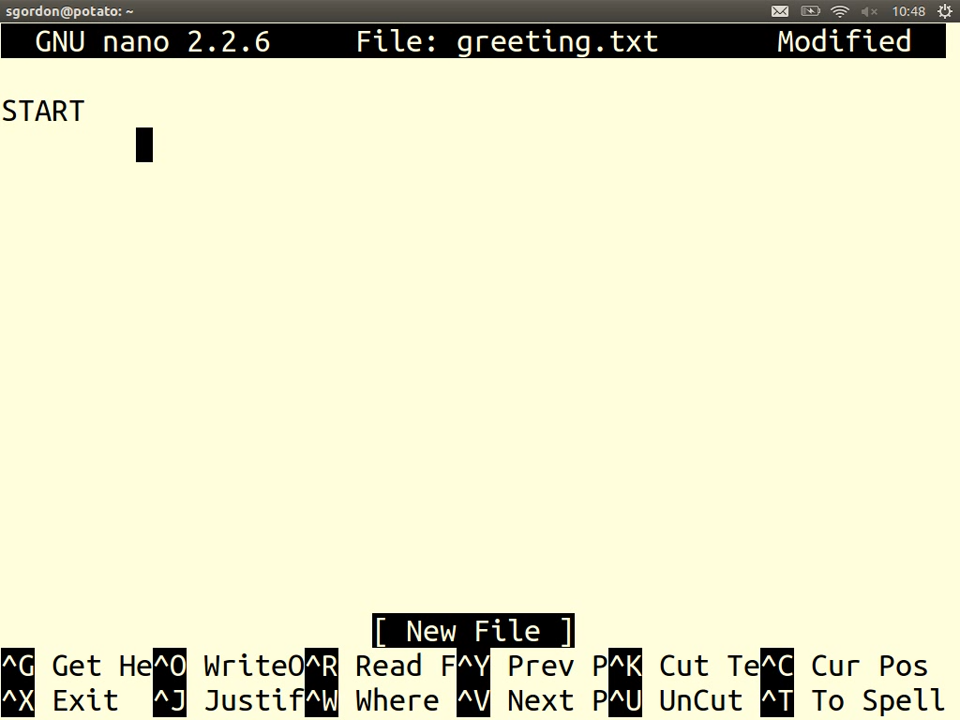 sgordon@potato: ~ 10:48
GNU nano 2.2.6 File: greeting.txt Modified
START
[ New File ]
^G Get He^O WriteO^R Read F^Y Prev P^K Cut Te^C Cur Pos
^X Exit ^J Justif^W Where ^V Next P^U UnCut ^T To Spell